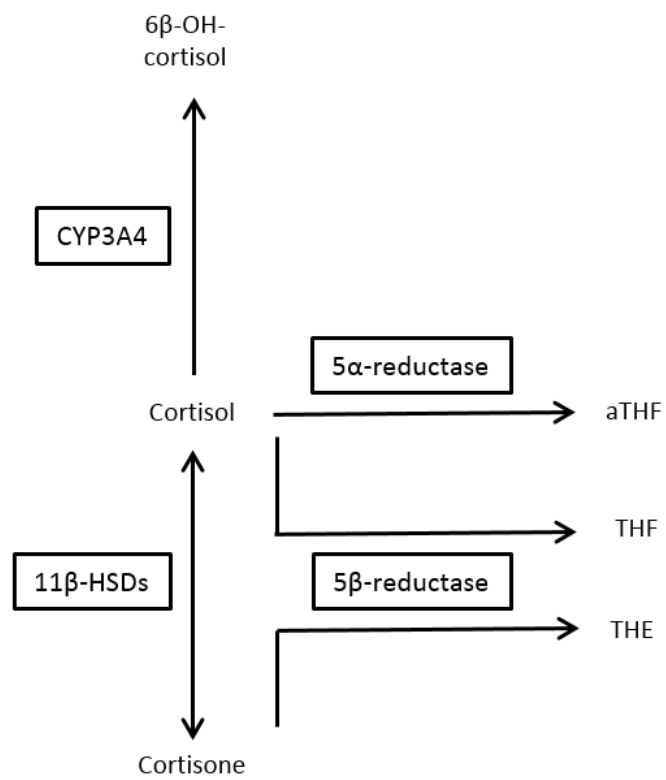 6β-OH-
cortisol
CYP3A4
5α-reductase
Cortisol
aTHF
THF
11β-HSDs
5β-reductase
THE
Cortisone